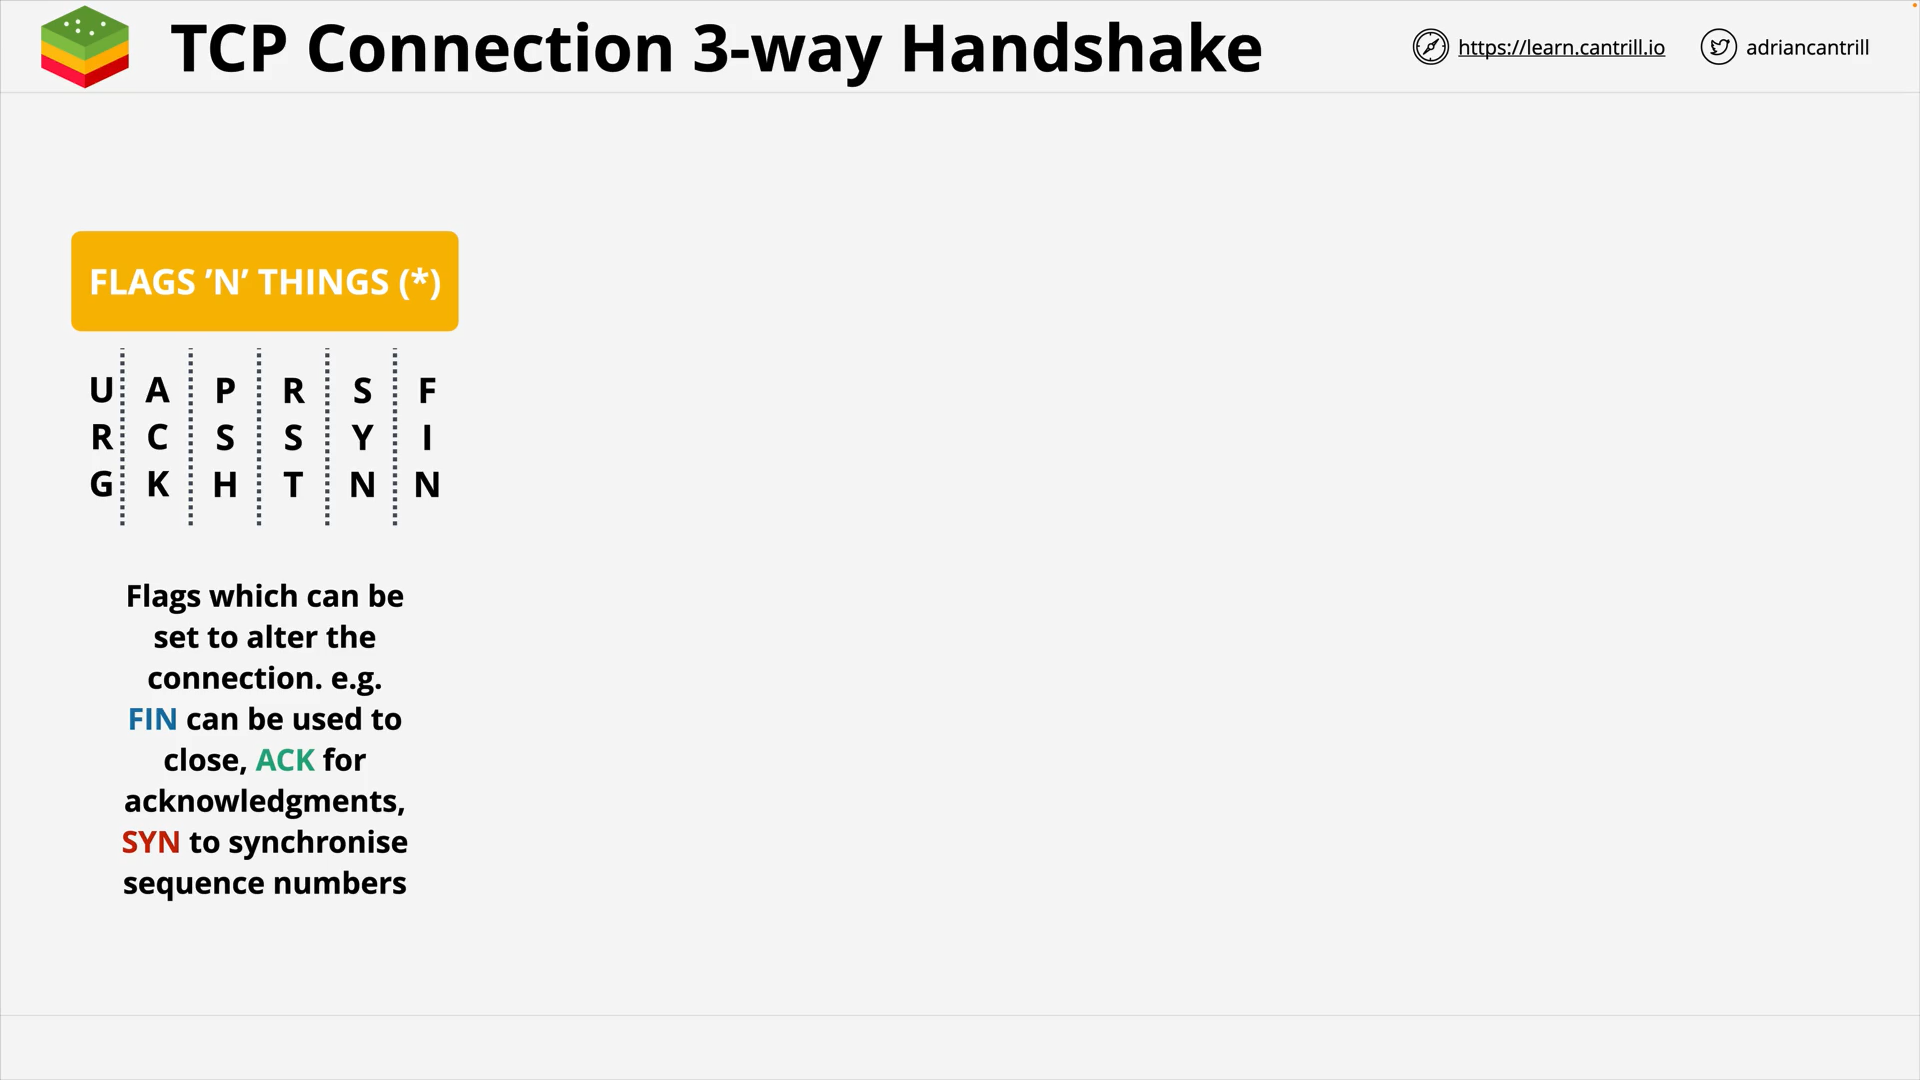 TCP Connection 3-way Handshake
https://learn.cantrill.io
adriancantrill
FLAGS ’N’ THINGS (*)
URG
ACK
PSH
RST
SYN
FIN
Flags which can be
set to alter the
connection. e.g.
FIN can be used to
close, ACK for
acknowledgments,
SYN to synchronise
sequence numbers